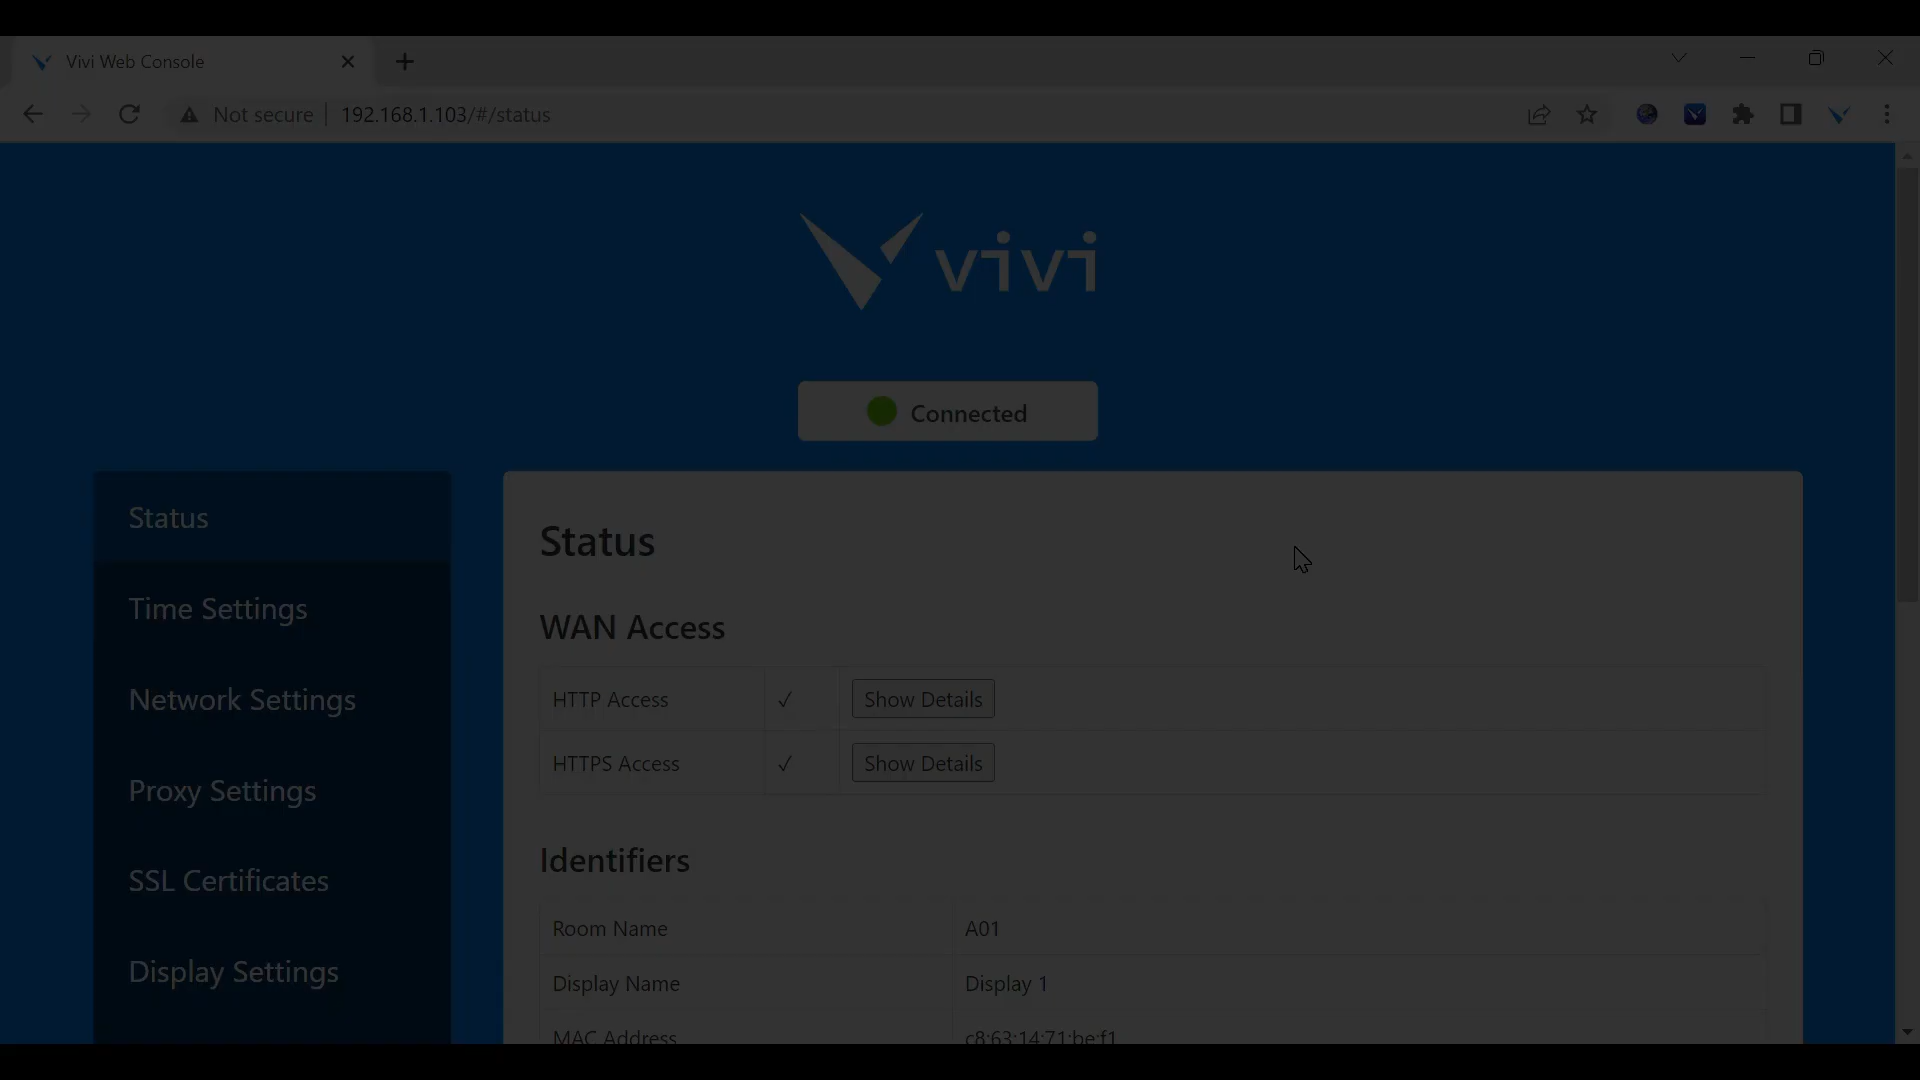 Vivi Web Console
Not secure 192.168.1.103/#/status
vivi
Connected
Status
Time Settings
Network Settings
Proxy Settings
SSL Certificates
Display Settings
Status
WAN Access
HTTP Access ✓ Show Details
HTTPS Access ✓ Show Details
Identifiers
Room Name A01
Display Name Display 1
MAC Address c8:63:14:71:be:f1